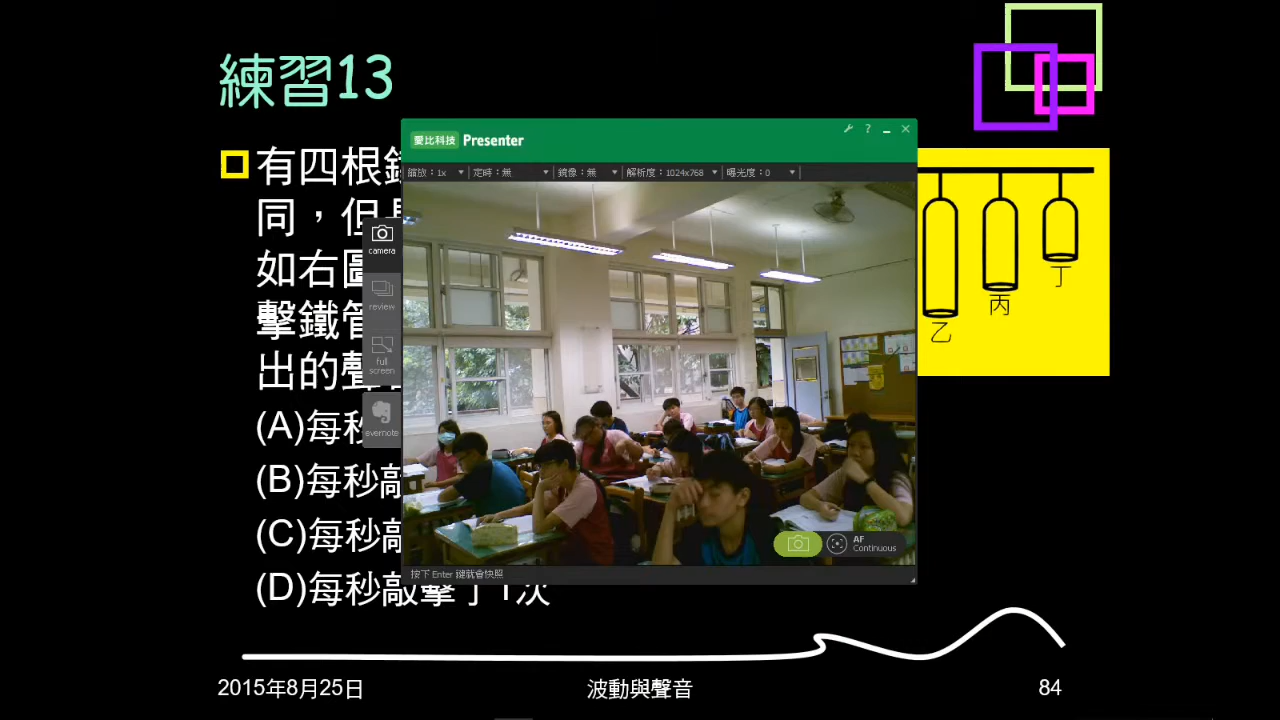 練習13
有四根鐵
同，但長
如右圖
擊鐵管
出的聲音
(A)每秒
(B)每秒敲
(C)每秒敲
(D)每秒敲擊丁1次
愛比科技 Presenter
縮放：1x 定時：無 鏡像：無 解析度：1024x768 曝光度：0
camera
review
full
screen
evernote
AF
Continuous
按下 Enter 鍵就會快照
乙
丙
丁
2015年8月25日
波動與聲音
84